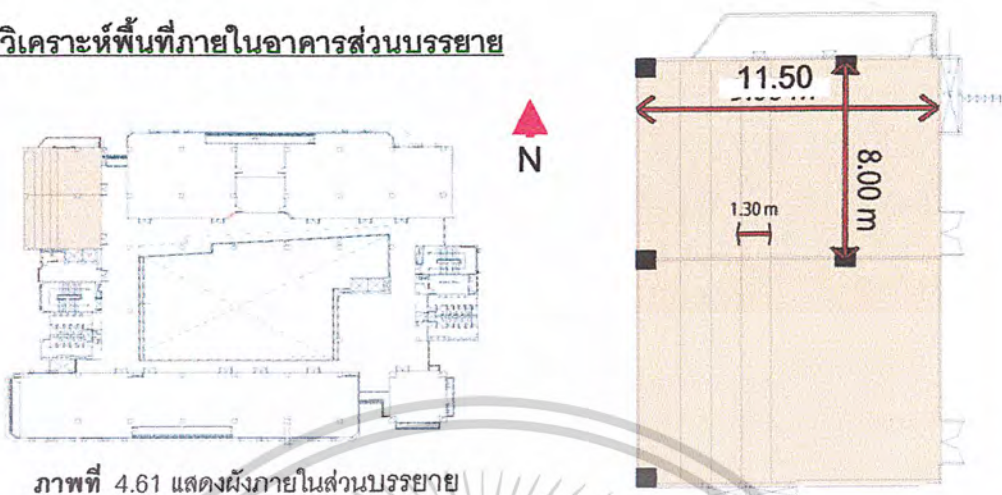 วิเคราะห์พื้นที่ภายในอาคารส่วนบรรยาย
11.50
N
8.00 m
1.30 m
ภาพที่ 4.61 แสดงผังภายในส่วนบรรยาย